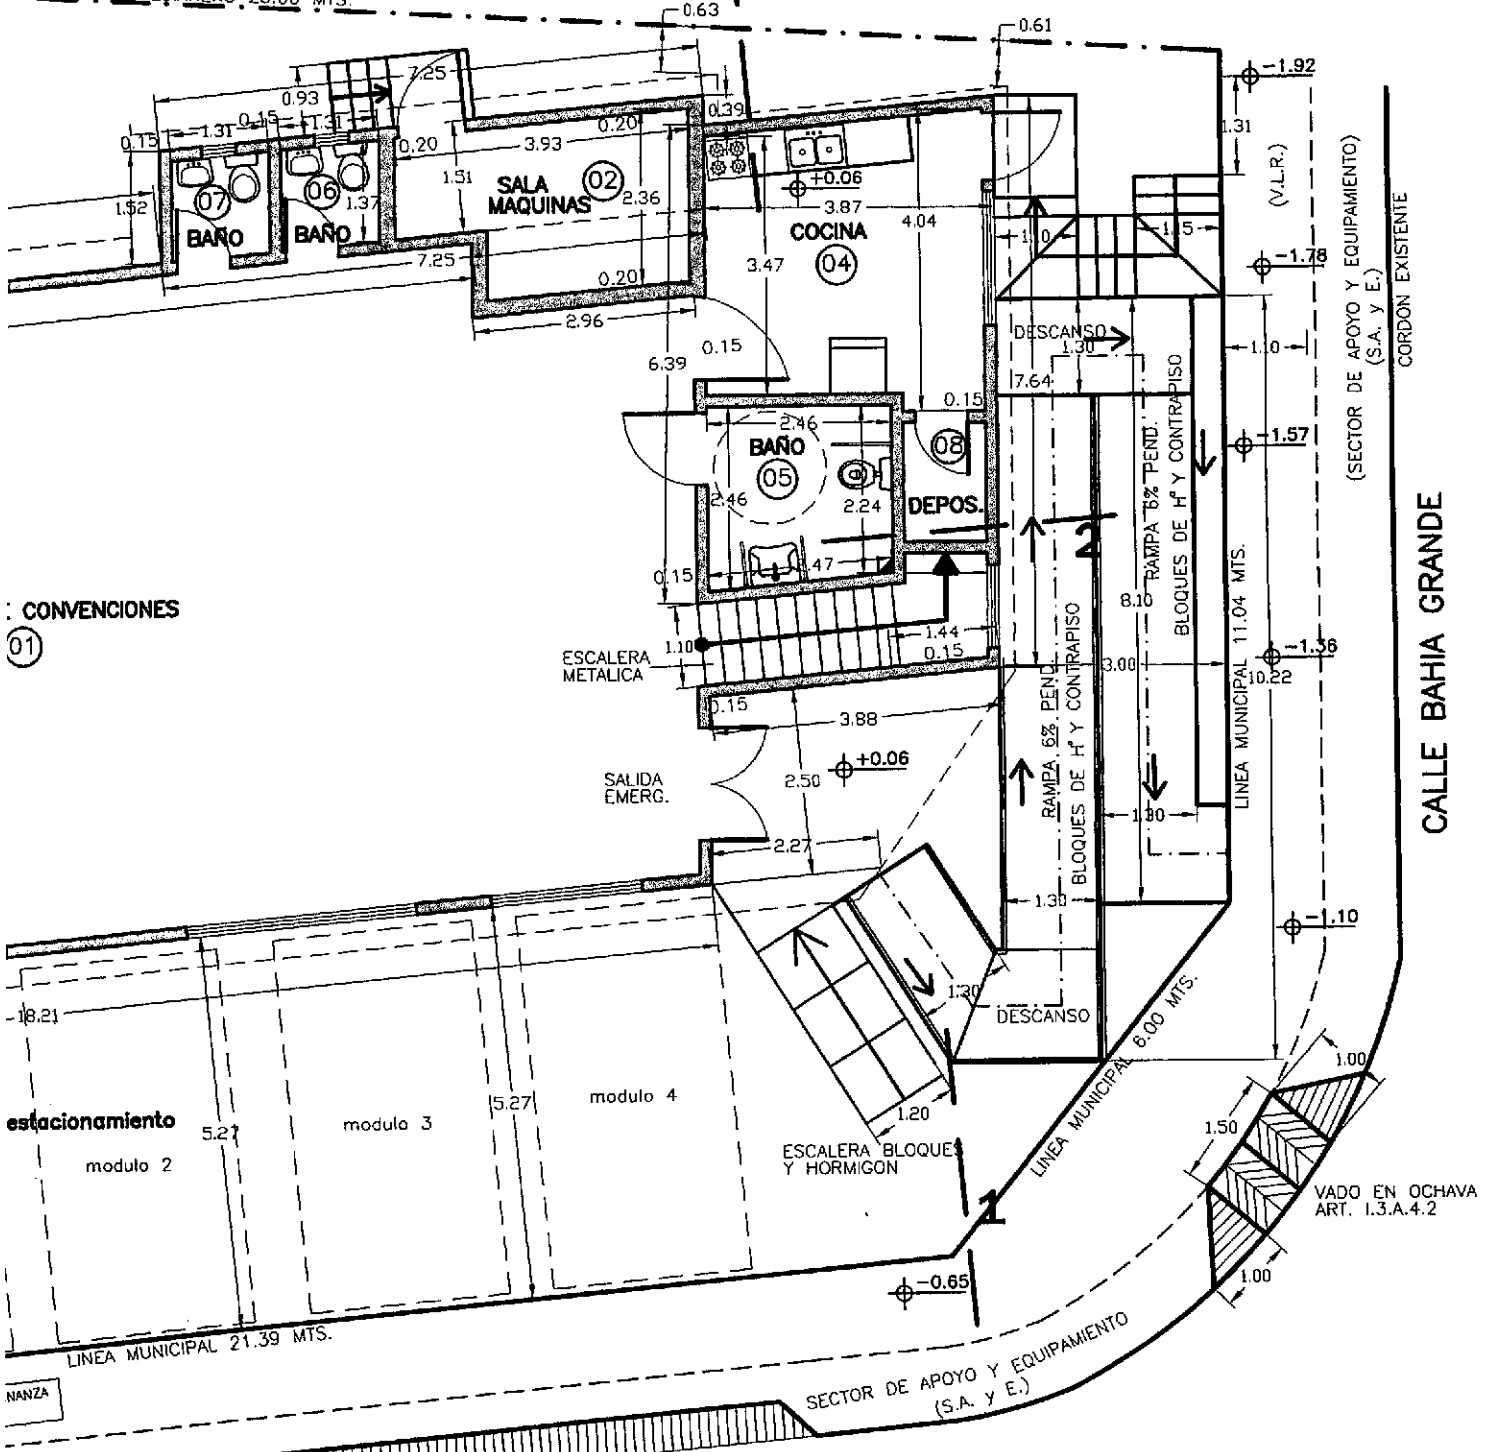 0.63
0.61
-1.92
7.25
0.93
0.15
0.15
1.31
1.31
0.39
1.31
0.20
0.20
3.93
1.51
SALA
MAQUINAS
02
2.36
+0.06
3.87
4.04
COCINA
04
3.47
1.10
1.15
(V.L.R.)
-1.78
07
06
1.52
1.37
BAÑO
BAÑO
7.25
0.20
2.96
0.15
6.39
DESCANSO
1.30
7.64
1.10
(SECTOR DE APOYO Y EQUIPAMIENTO)
(S.A. y E.)
CORDON EXISTENTE
0.15
2.46
BAÑO
05
08
-1.57
2.46
2.24
DEPOS.
2
RAMPA 6% PEND.
BLOQUES DE Hº Y CONTRAPISO
8.10
CALLE BAHIA GRANDE
0.15
: CONVENCIONES
01
1.10
1.44
0.15
ESCALERA
METALICA
3.00
-1.36
10.22
LINEA MUNICIPAL 11.04 MTS.
0.15
3.88
RAMPA 6% PEND
BLOQUES DE Hº Y CONTRAPISO
SALIDA
EMERG.
+0.06
2.50
1.30
2.27
1.30
-1.10
18.21
1.30
DESCANSO
LINEA MUNICIPAL 6.00 MTS.
1.00
estacionamiento
modulo 2
5.27
modulo 3
5.27
modulo 4
1.20
1.50
ESCALERA BLOQUES
Y HORMIGON
VADO EN OCHAVA
ART. I.3.A.4.2
1
1.00
-0.65
LINEA MUNICIPAL 21.39 MTS.
NANZA
SECTOR DE APOYO Y EQUIPAMIENTO
(S.A. y E.)